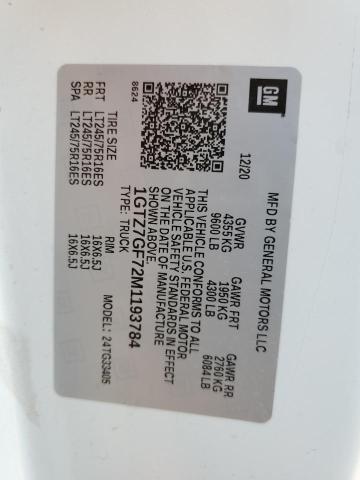 GM
MFD BY GENERAL MOTORS LLC
12/20
GVWR GAWR FRT GAWR RR
4355 KG 1950 KG 2760 KG
9600 LB 4300 LB 6084 LB
THIS VEHICLE CONFORMS TO ALL
APPLICABLE U.S. FEDERAL MOTOR
VEHICLE SAFETY STANDARDS IN EFFECT
ON THE DATE OF MANUFACTURE
SHOWN ABOVE.
1GTZ7GF72M1193784
8624
TYPE: TRUCK MODEL: 24TG33405
TIRE SIZE RIM
FRT LT245/75R16ES 16X6.5J
RR LT245/75R16ES 16X6.5J
SPA LT245/75R16ES 16X6.5J